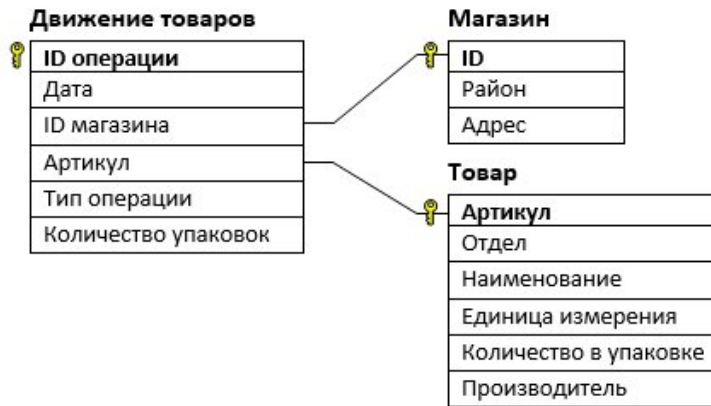 Движение товаров
ID операции
Дата
ID магазина
Артикул
Тип операции
Количество упаковок
Магазин
ID
Район
Адрес
Товар
Артикул
Отдел
Наименование
Единица измерения
Количество в упаковке
Производитель